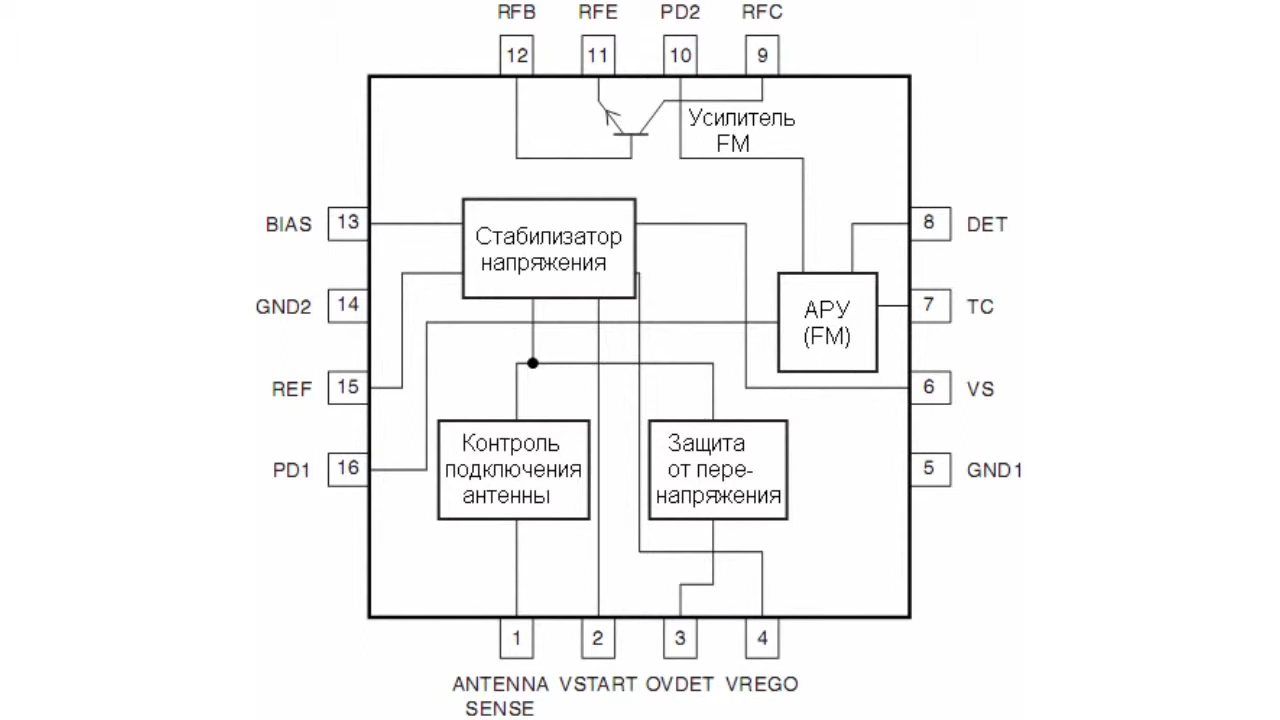 RFB RFE PD2 RFC
12 11 10 9
Усилитель
FM
BIAS 13
8 DET
Стабилизатор
напряжения
GND2 14
7 TC
АРУ
(FM)
REF 15
6 VS
PD1 16
5 GND1
Контроль
подключения
антенны
Защита
от пере-
напряжения
1 2 3 4
ANTENNA VSTART OVDET VREGO
SENSE